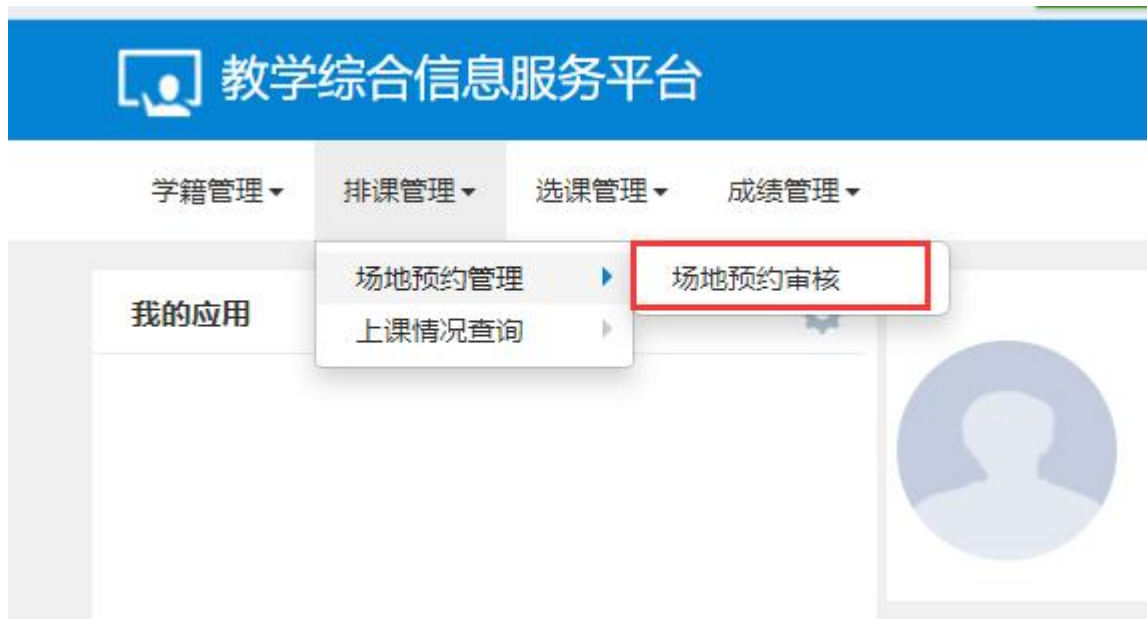 教学综合信息服务平台
学籍管理 排课管理 选课管理 成绩管理
场地预约管理 场地预约审核
我的应用
上课情况查询